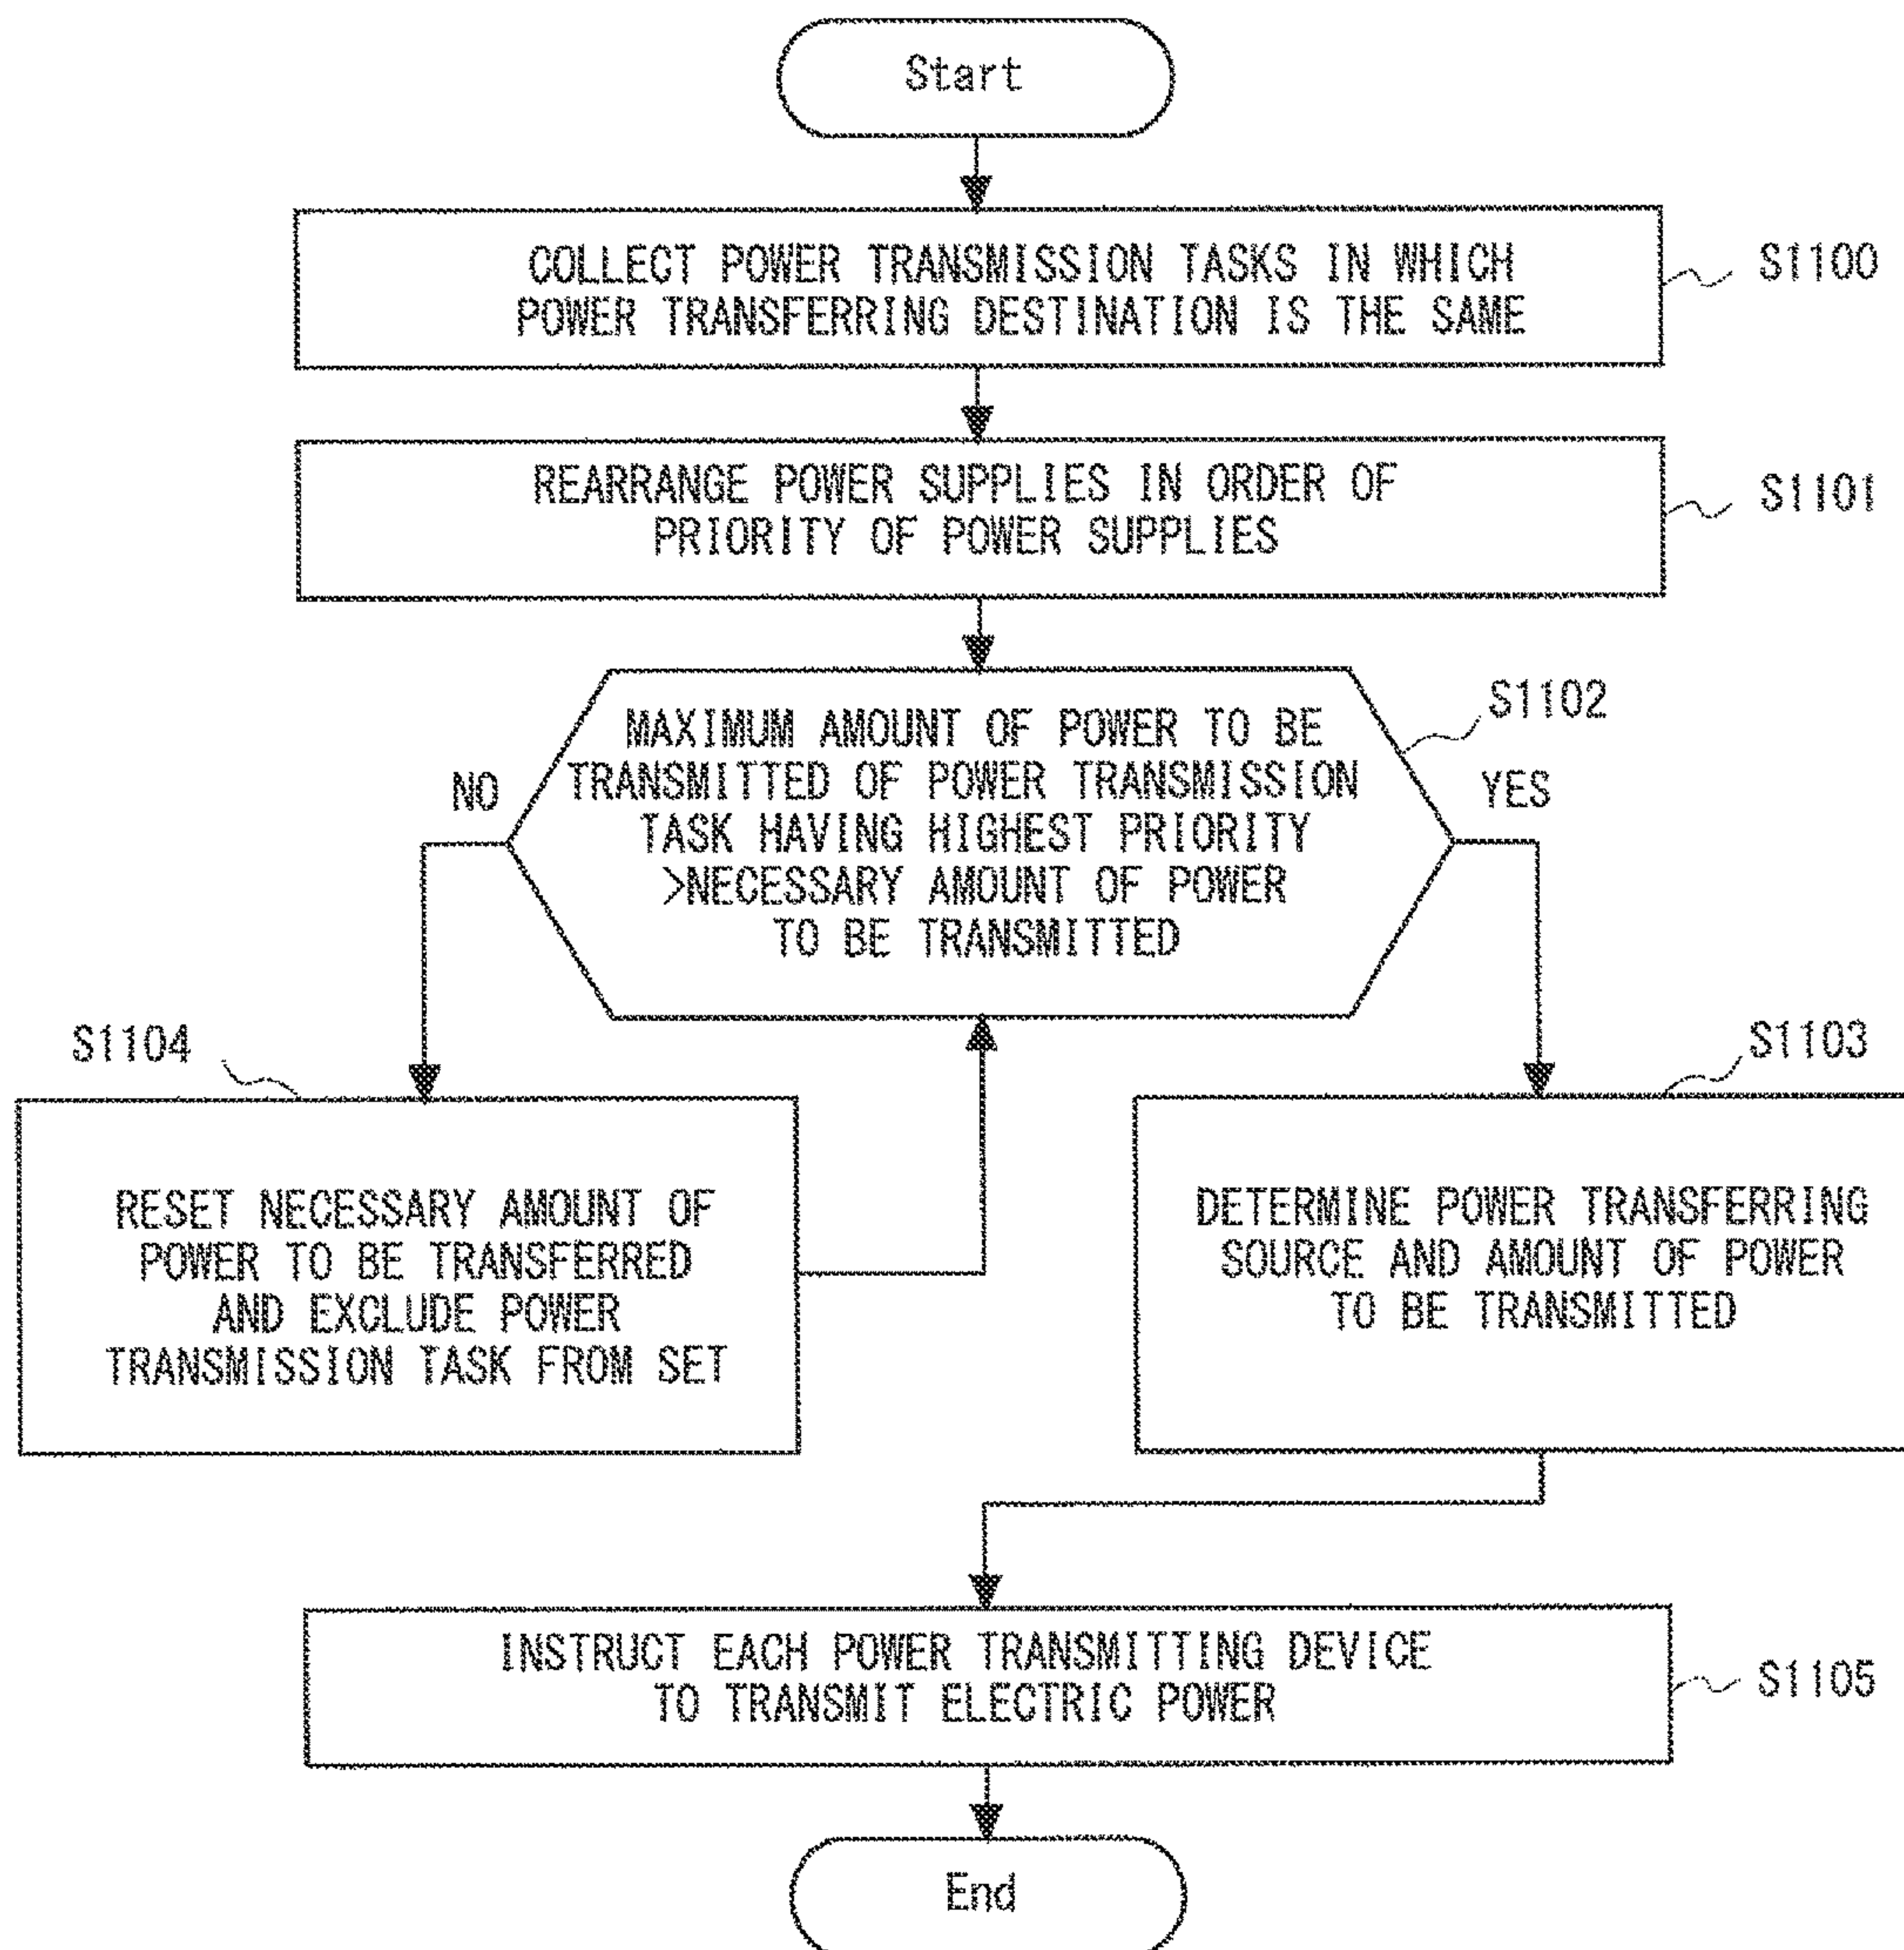 Start
COLLECT POWER TRANSMISSION TASKS IN WHICH
POWER TRANSFERRING DESTINATION IS THE SAME
S1100
REARRANGE POWER SUPPLIES IN ORDER OF
PRIORITY OF POWER SUPPLIES
S1101
MAXIMUM AMOUNT OF POWER TO BE
TRANSMITTED OF POWER TRANSMISSION
TASK HAVING HIGHEST PRIORITY
>NECESSARY AMOUNT OF POWER
TO BE TRANSMITTED
S1102
NO
YES
S1104
RESET NECESSARY AMOUNT OF
POWER TO BE TRANSFERRED
AND EXCLUDE POWER
TRANSMISSION TASK FROM SET
S1103
DETERMINE POWER TRANSFERRING
SOURCE AND AMOUNT OF POWER
TO BE TRANSMITTED
INSTRUCT EACH POWER TRANSMITTING DEVICE
TO TRANSMIT ELECTRIC POWER
S1105
End